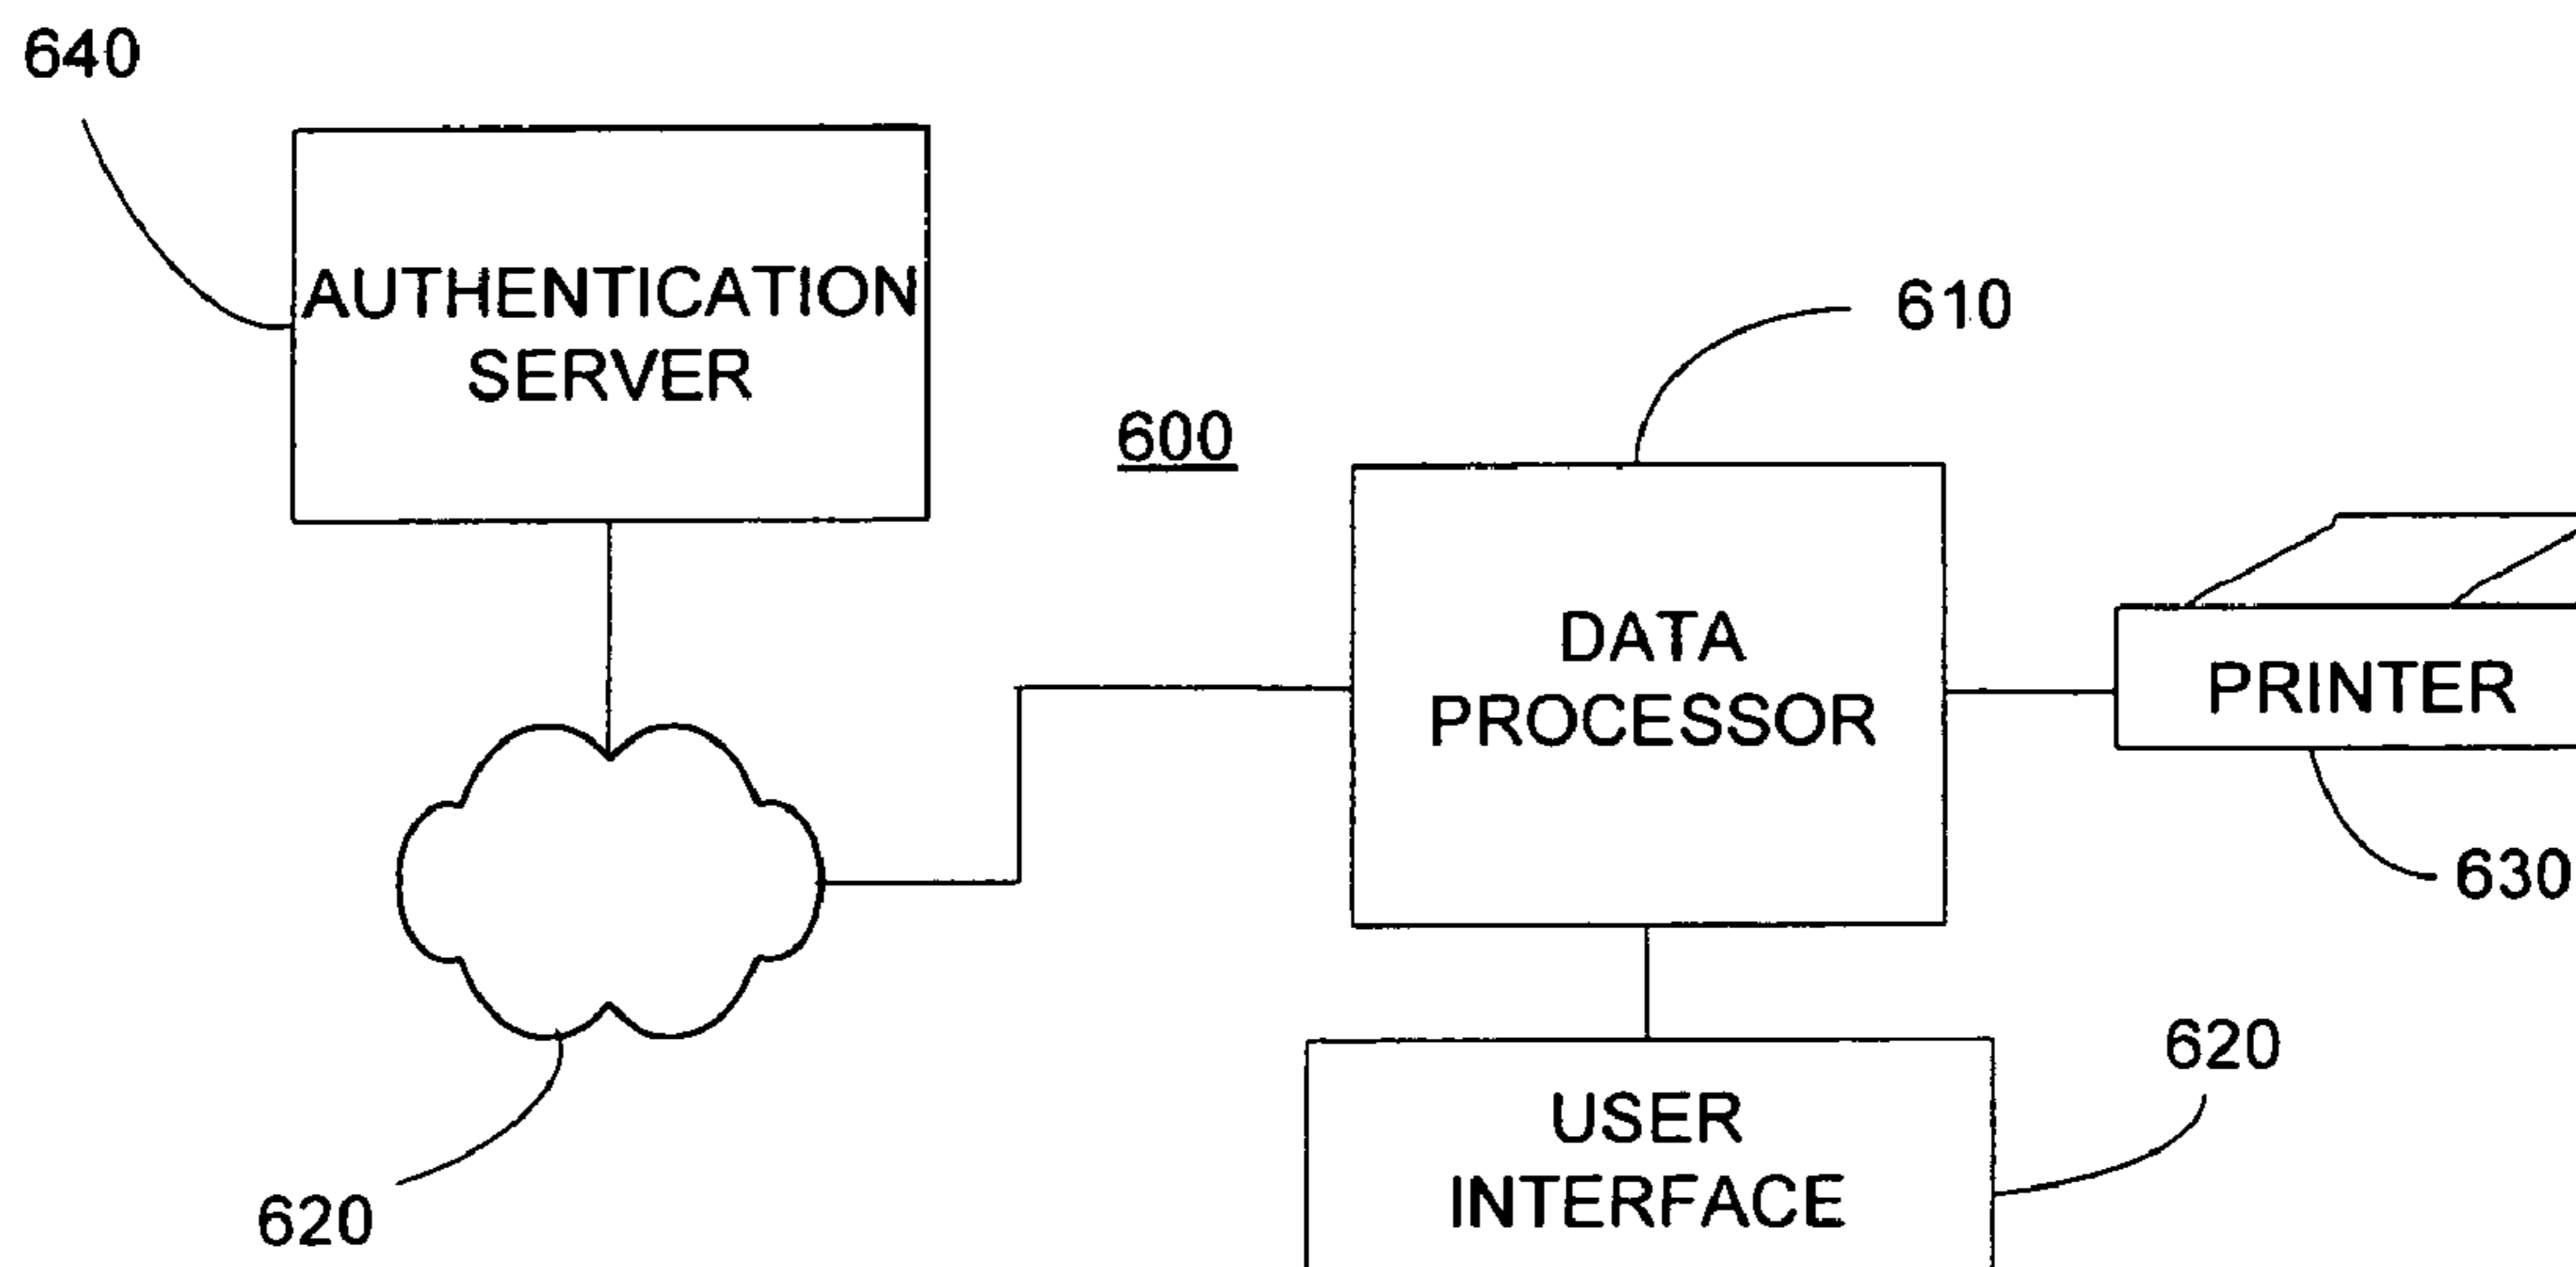 640
AUTHENTICATION
SERVER
610
600
DATA
PROCESSOR
PRINTER
630
620
USER
INTERFACE
620